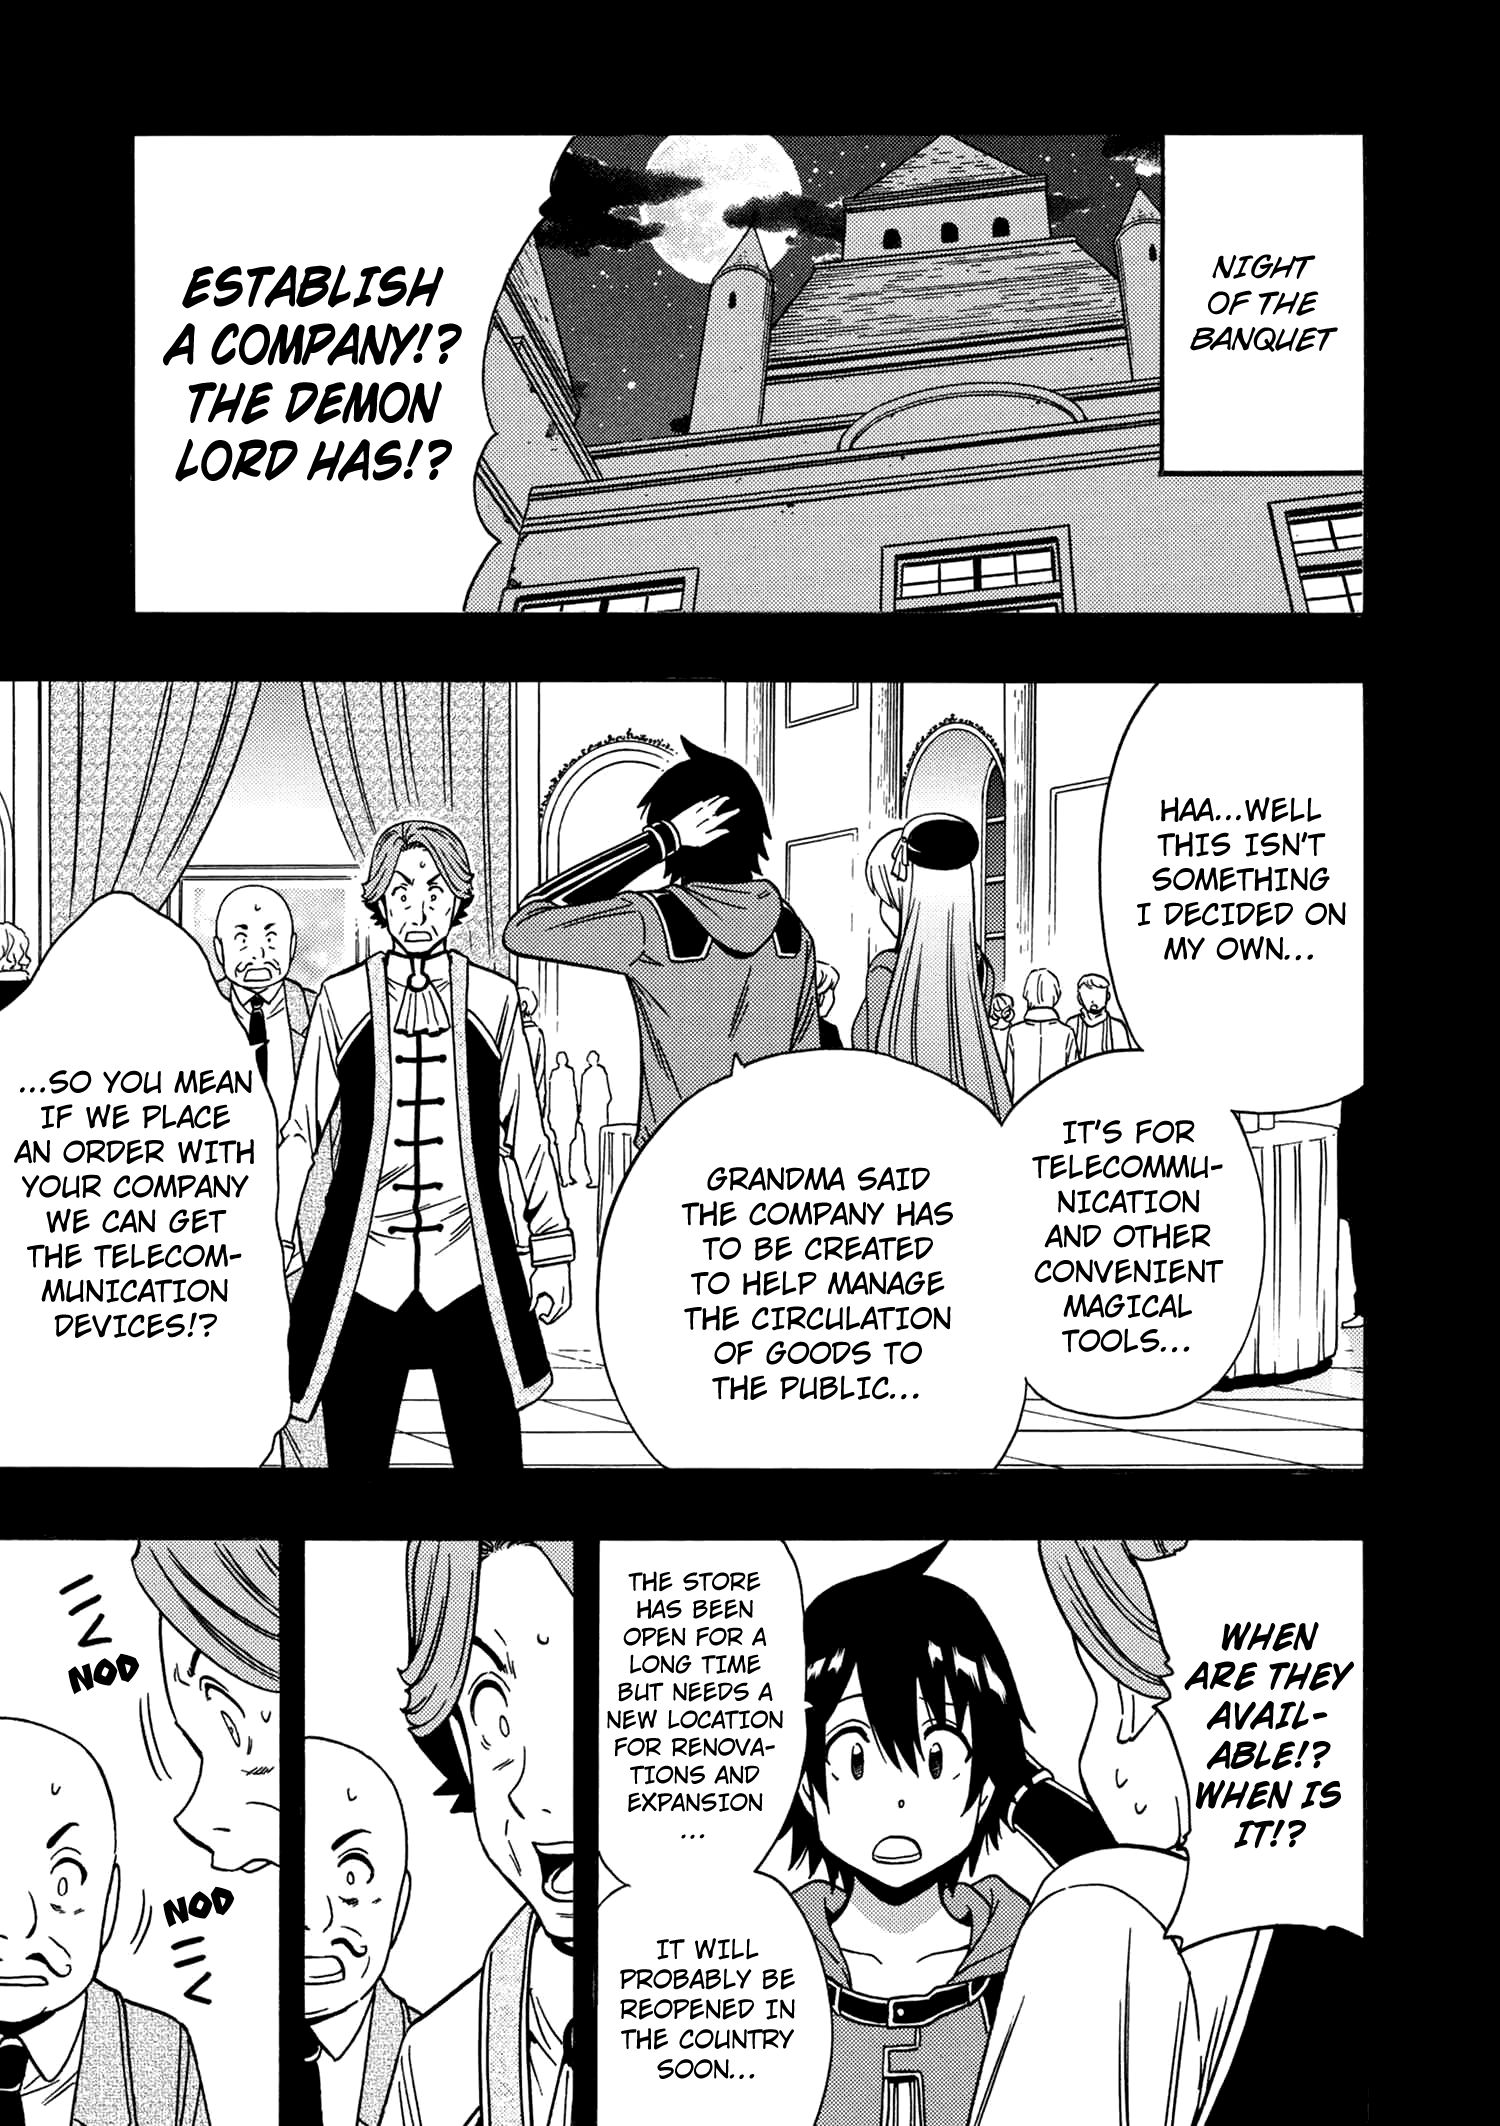 NIGHT
OF THE
BANQUET
ESTABLISH
A COMPANY!?
THE DEMON
LORD HAS!?
HAA...WELL
THIS ISN'T
SOMETHING
I DECIDED ON
MY OWN...
IT'S FOR
TELECOMMU-
NICATION
AND OTHER
CONVENIENT
MAGICAL
TOOLS...
GRANDMA SAID
THE COMPANY HAS
TO BE CREATED
TO HELP MANAGE
THE CIRCULATION
OF GOODS TO
THE PUBLIC...
...SO YOU MEAN
IF WE PLACE
AN ORDER WITH
YOUR COMPANY
WE CAN GET
THE TELECOM-
MUNICATION
DEVICES!?
WHEN
ARE THEY
AVAIL-
ABLE!?
WHEN IS
IT!?
THE STORE
HAS BEEN
OPEN FOR A
LONG TIME
BUT NEEDS A
NEW LOCATION
FOR RENOVA-
TIONS AND
EXPANSION
...
IT WILL
PROBABLY BE
REOPENED IN
THE COUNTRY
SOON...
NOD
NOD